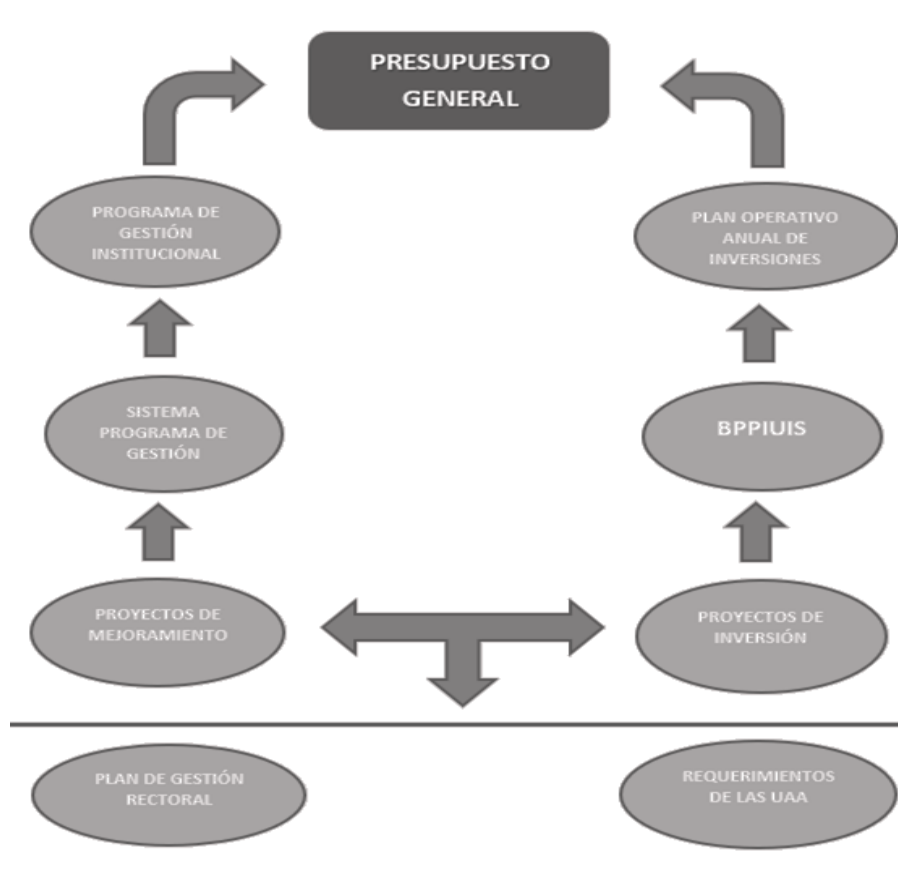 PRESUPUESTO
GENERAL
PROGRAMA DE
GESTIÓN
INSTITUCIONAL
PLAN OPERATIVO
ANUAL DE
INVERSIONES
SISTEMA
PROGRAMA DE
GESTIÓN
BPPIUIS
PROYECTOS DE
MEJORAMIENTO
PROYECTOS DE
INVERSIÓN
PLAN DE GESTIÓN
RECTORAL
REQUERIMIENTOS
DE LAS UAA